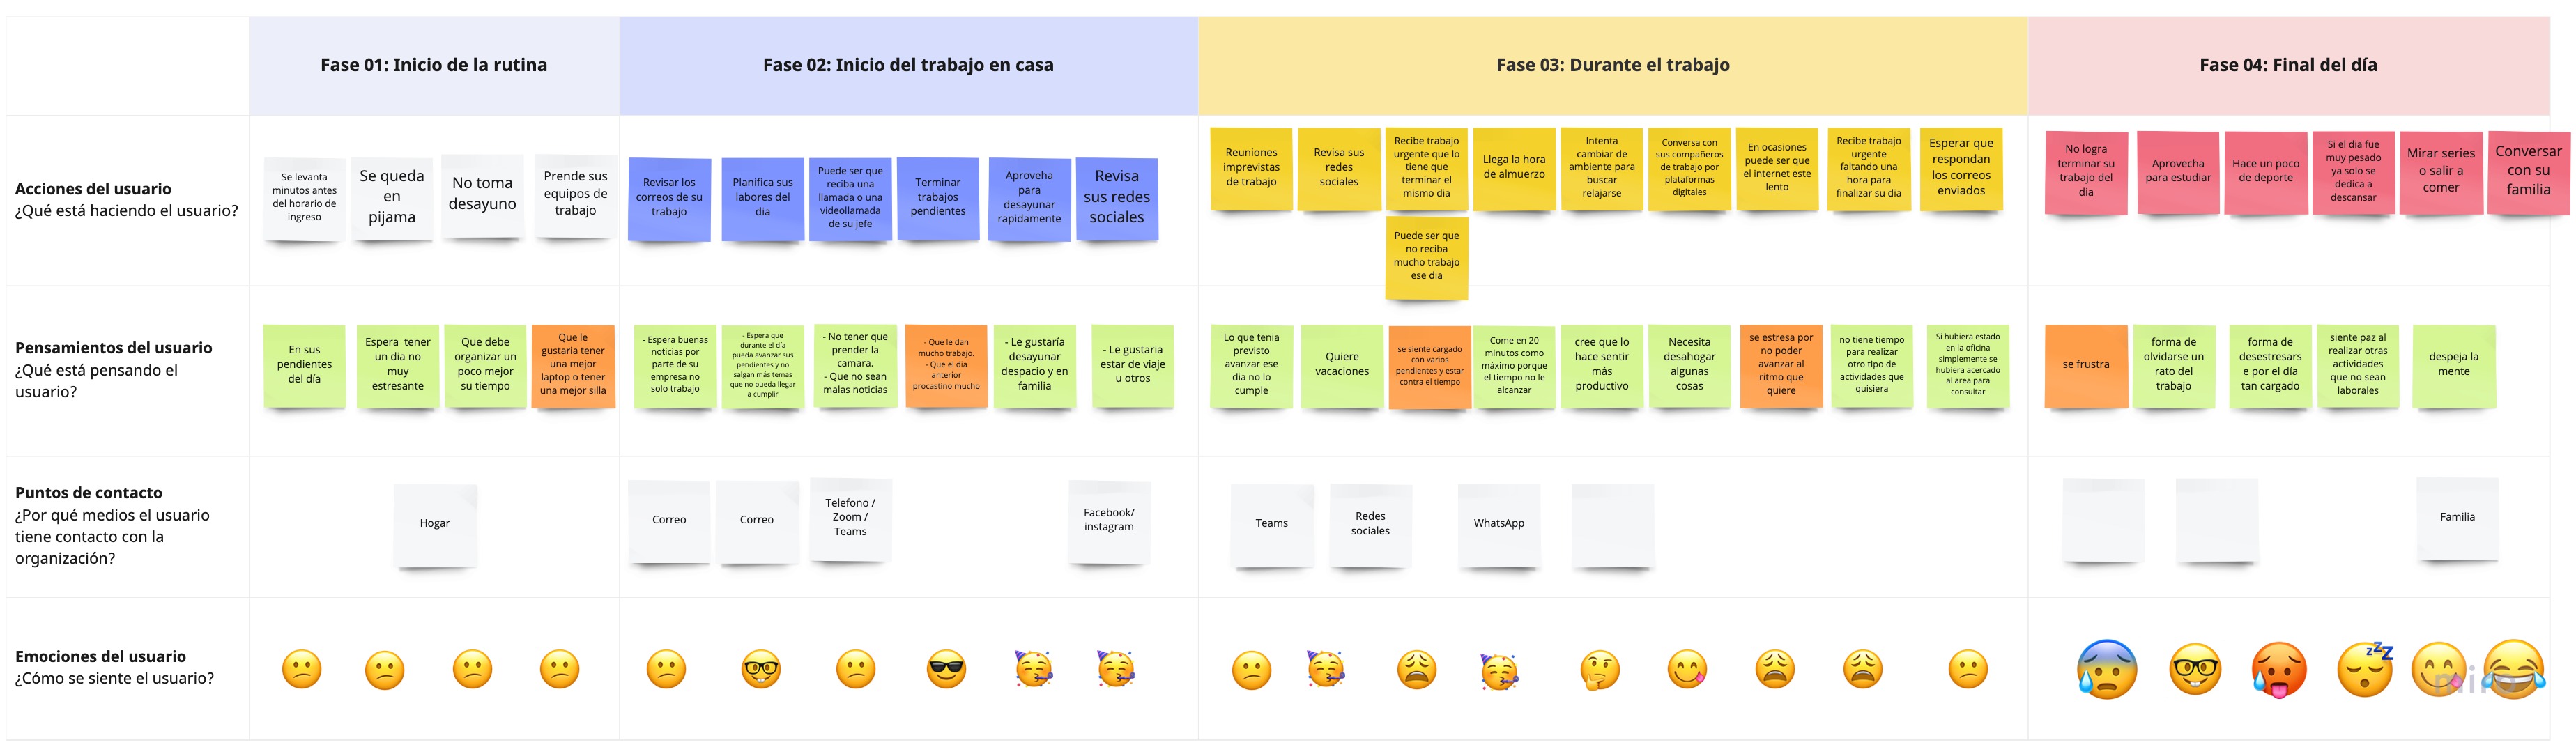 Fase 01: Inicio de la rutina
Fase 02: Inicio del trabajo en casa
Fase 03: Durante el trabajo
Fase 04: Final del día
Acciones del usuario
¿Qué está haciendo el usuario?
Se levanta
minutos antes
del horario de
ingreso
Se queda
en
pijama
No toma
desayuno
Prende sus
equipos de
trabajo
Revisar los
correos de su
trabajo
Planifica sus
labores del
dia
Puede ser que
reciba una
llamada o una
videollamada
de su jefe
Terminar
trabajos
pendientes
Aproveha
para
desayunar
rapidamente
Revisa
sus redes
sociales
Reuniones
imprevistas
de trabajo
Revisa sus
redes
sociales
Recibe trabajo
urgente que lo
tiene que
terminar el
mismo dia
Llega la hora
de almuerzo
Intenta
cambiar de
ambiente para
buscar
relajarse
Conversa con
sus compañeros
de trabajo por
plataformas
digitales
En ocasiones
puede ser que
el internet este
lento
Recibe trabajo
urgente
faltando una
hora para
finalizar su dia
Esperar que
respondan
los correos
enviados
Puede ser que
no reciba
mucho trabajo
ese dia
No logra
terminar su
trabajo del
dia
Aprovecha
para estudiar
Hace un poco
de deporte
Si el dia fue
muy pesado
ya solo se
dedica a
descansar
Mirar series
o salir a
comer
Conversar
con su
familia
Pensamientos del usuario
¿Qué está pensando el
usuario?
En sus
pendientes
del día
Espera tener
un dia no
muy
estresante
Que debe
organizar un
poco mejor
su tiempo
Que le
gustaria tener
una mejor
laptop o tener
una mejor silla
- Espera buenas
noticias por
parte de su
empresa no
solo trabajo
- Espera que
durante el día
pueda avanzar sus
pendientes y no
salgan más temas
que no pueda llegar
a cumplir
- No tener que
prender la
camara.
- Que no sean
malas noticias
- Que le dan
mucho trabajo.
- Que el dia
anterior
procastino mucho
- Le gustaría
desayunar
despacio y en
familia
- Le gustaria
estar de viaje
u otros
Lo que tenia
previsto
avanzar ese
dia no lo
cumple
Quiere
vacaciones
se siente cargado
con varios
pendientes y estar
contra el tiempo
Come en 20
minutos como
máximo porque
el tiempo no le
alcanzar
cree que lo
hace sentir
más
productivo
Necesita
desahogar
algunas
cosas
se estresa por
no poder
avanzar al
ritmo que
quiere
no tiene tiempo
para realizar
otro tipo de
actividades que
quisiera
Si hubiera estado
en la oficina
simplemente se
hubiera acercado
al area para
consultar
se frustra
forma de
olvidarse un
rato del
trabajo
forma de
desestresars
e por el día
tan cargado
siente paz al
realizar otras
actividades
que no sean
laborales
despeja la
mente
Puntos de contacto
¿Por qué medios el usuario
tiene contacto con la
organización?
Hogar
Correo
Correo
Telefono /
Zoom /
Teams
Facebook/
instagram
Teams
Redes
sociales
WhatsApp
Familia
Emociones del usuario
¿Cómo se siente el usuario?
miro